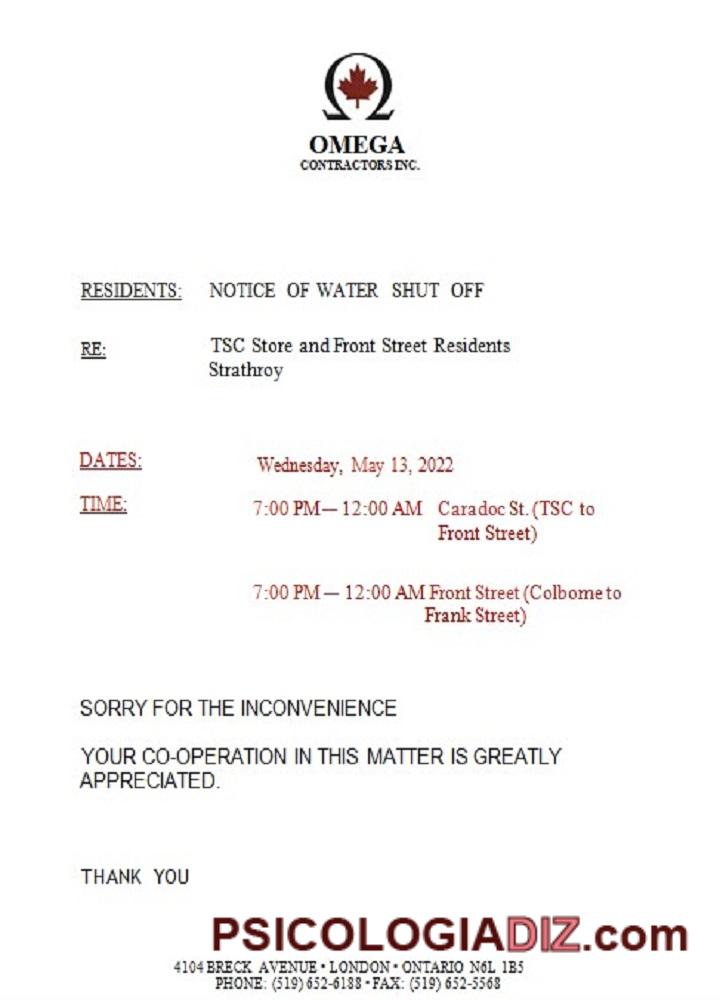 OMEGA
CONTRACTORS INC.
RESIDENTS: NOTICE OF WATER SHUT OFF
RE: TSC Store and Front Street Residents
Strathroy
DATES: Wednesday, May 13, 2022
TIME: 7:00 PM— 12:00 AM Caradoc St. (TSC to
Front Street)
7:00 PM — 12:00 AM Front Street (Colbome to
Frank Street)
SORRY FOR THE INCONVENIENCE
YOUR CO-OPERATION IN THIS MATTER IS GREATLY
APPRECIATED.
THANK YOU
PSICOLOGIADIZ.com
4104 BRECK AVENUE • LONDON • ONTARIO N6L 1B5
PHONE: (519) 652-6188 • FAX: (519) 652-5568